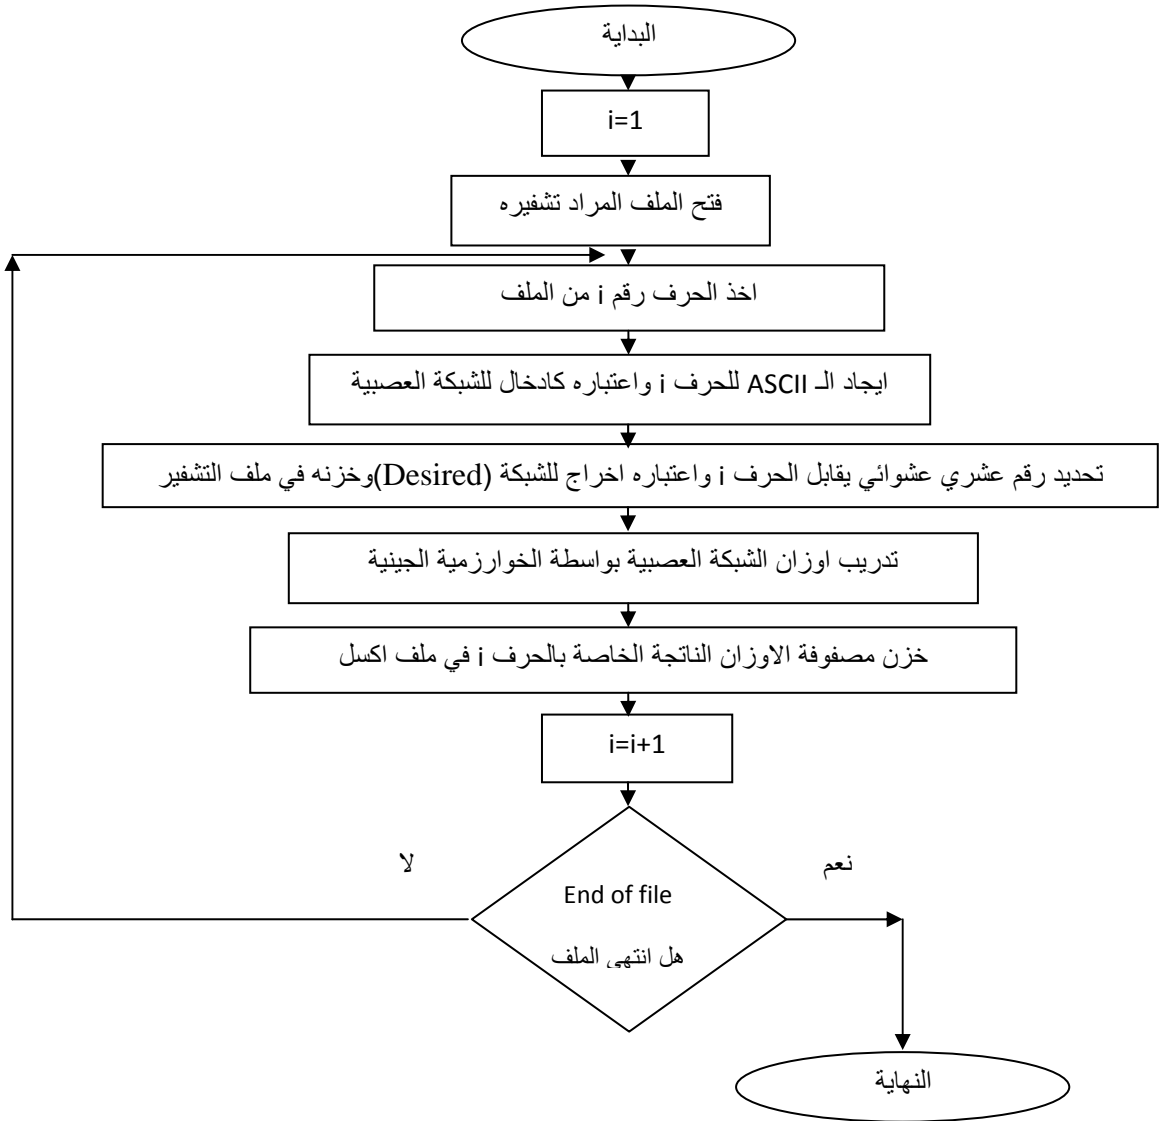 البداية
i=1
فتح الملف المراد تشفيره
اخذ الحرف رقم i من الملف
ايجاد الـ ASCII للحرف i واعتباره كادخال للشبكة العصبية
تحديد رقم عشري عشوائي يقابل الحرف i واعتباره اخراج للشبكة (Desired)وخزنه في ملف التشفير
تدريب اوزان الشبكة العصبية بواسطة الخوارزمية الجينية
خزن مصفوفة الاوزان الناتجة الخاصة بالحرف i في ملف اكسل
i=i+1
نعم
لا
End of file
هل انتهى الملف
النهاية